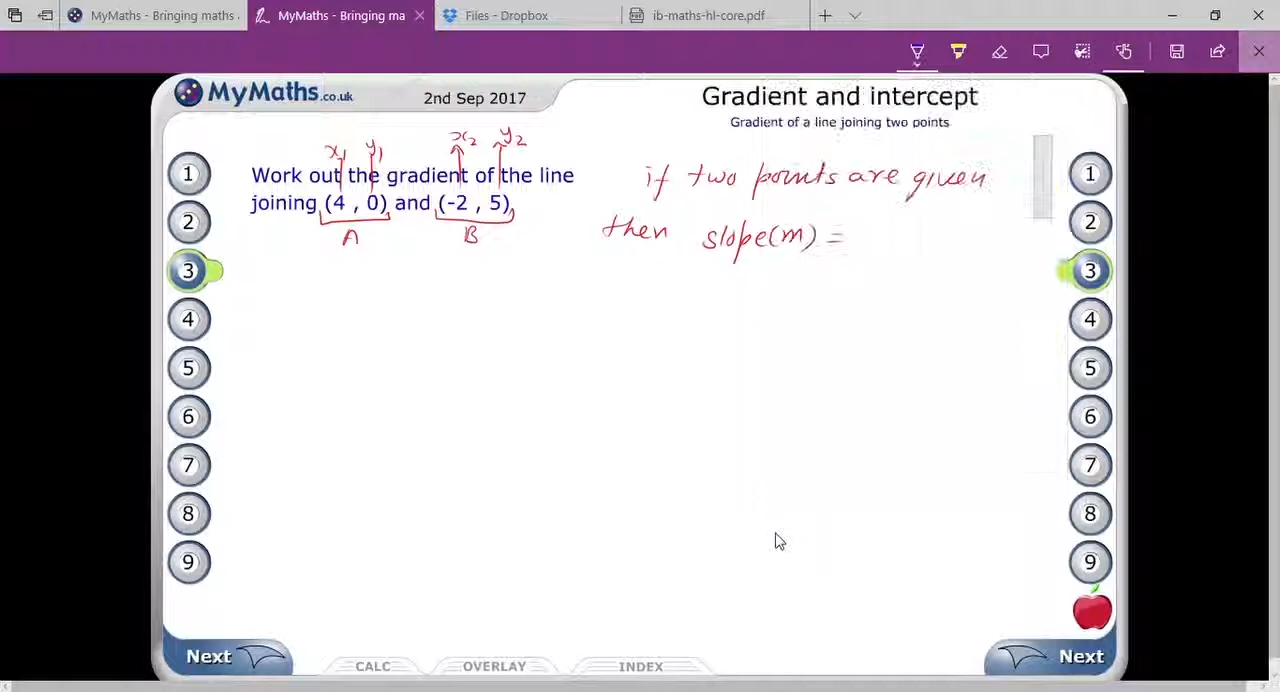 MyMaths - Bringing maths
MyMaths - Bringing ma
Files - Dropbox
ib-maths-hl-core.pdf
MyMaths.co.uk
2nd Sep 2017
Gradient and intercept
Gradient of a line joining two points
x1 y1 x2 y2
Work out the gradient of the line
joining (4 , 0) and (-2 , 5)
A B
if two points are given
then slope(m) =
1 1
2 2
3 3
4 4
5 5
6 6
7 7
8 8
9 9
Next CALC OVERLAY INDEX Next